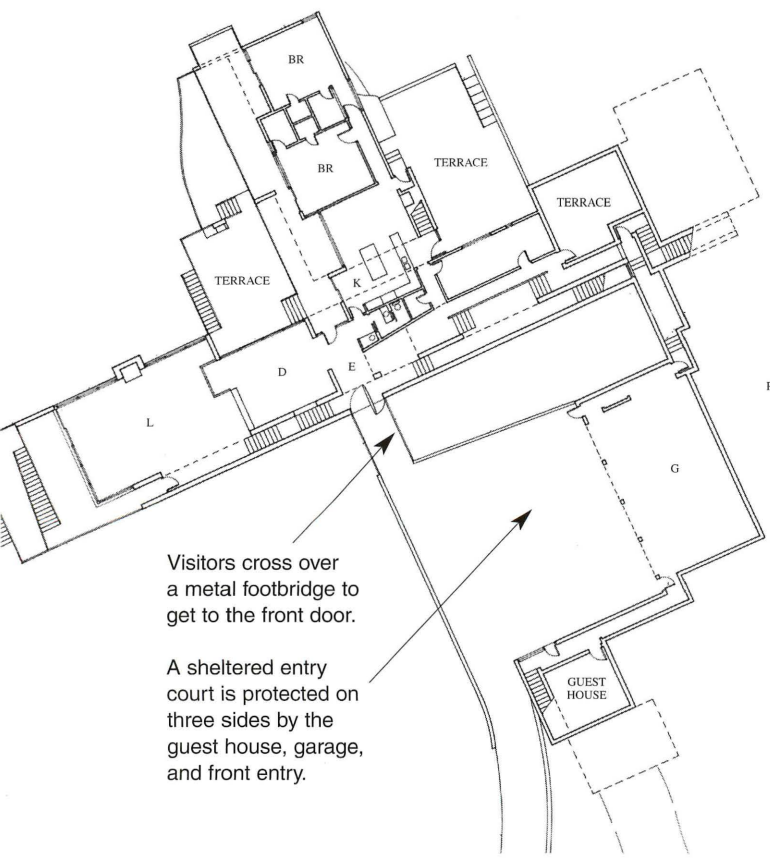 BR
BR
TERRACE
TERRACE
TERRACE
K
D
E
L
G
Visitors cross over
a metal footbridge to
get to the front door.
A sheltered entry
court is protected on
three sides by the
guest house, garage,
and front entry.
GUEST
HOUSE